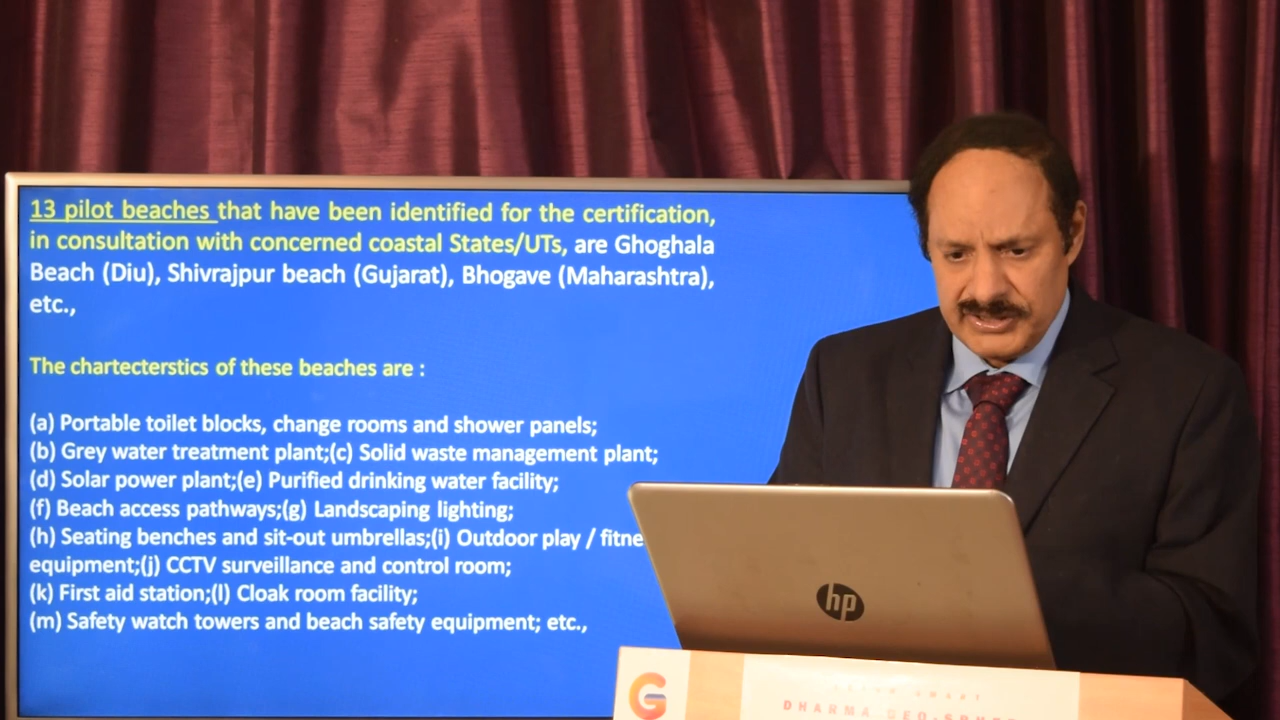 13 pilot beaches that have been identified for the certification,
in consultation with concerned coastal States/UTs, are Ghoghala
Beach (Diu), Shivrajpur beach (Gujarat), Bhogave (Maharashtra),
etc.,
The chartecterstics of these beaches are :
(a) Portable toilet blocks, change rooms and shower panels;
(b) Grey water treatment plant;(c) Solid waste management plant;
(d) Solar power plant;(e) Purified drinking water facility;
(f) Beach access pathways;(g) Landscaping lighting;
(h) Seating benches and sit-out umbrellas;(i) Outdoor play /
equipment;(j) CCTV surveillance and control room;
(k) First aid station;(l) Cloak room facility;
(m) Safety watch towers and beach safety equipment; etc.,
hp
G
DHARMA